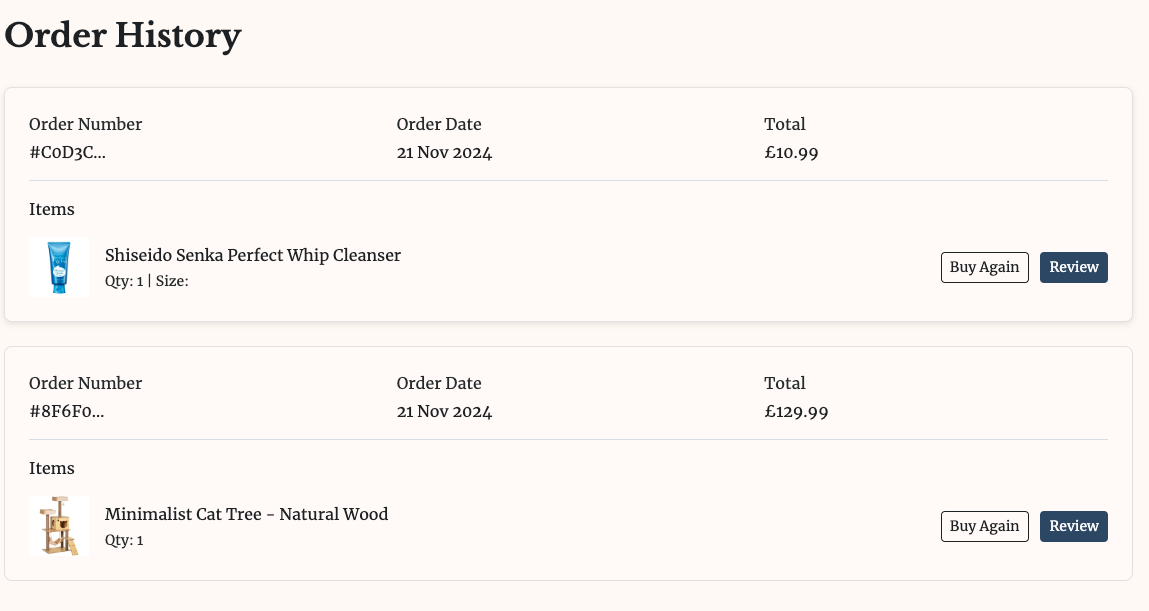 Order History
Order Number
Order Date
Total
#C0D3C...
21 Nov 2024
£10.99
Items
Shiseido Senka Perfect Whip Cleanser
Qty: 1 | Size:
Buy Again
Review
Order Number
Order Date
Total
#8F6F0...
21 Nov 2024
£129.99
Items
Minimalist Cat Tree - Natural Wood
Qty: 1
Buy Again
Review